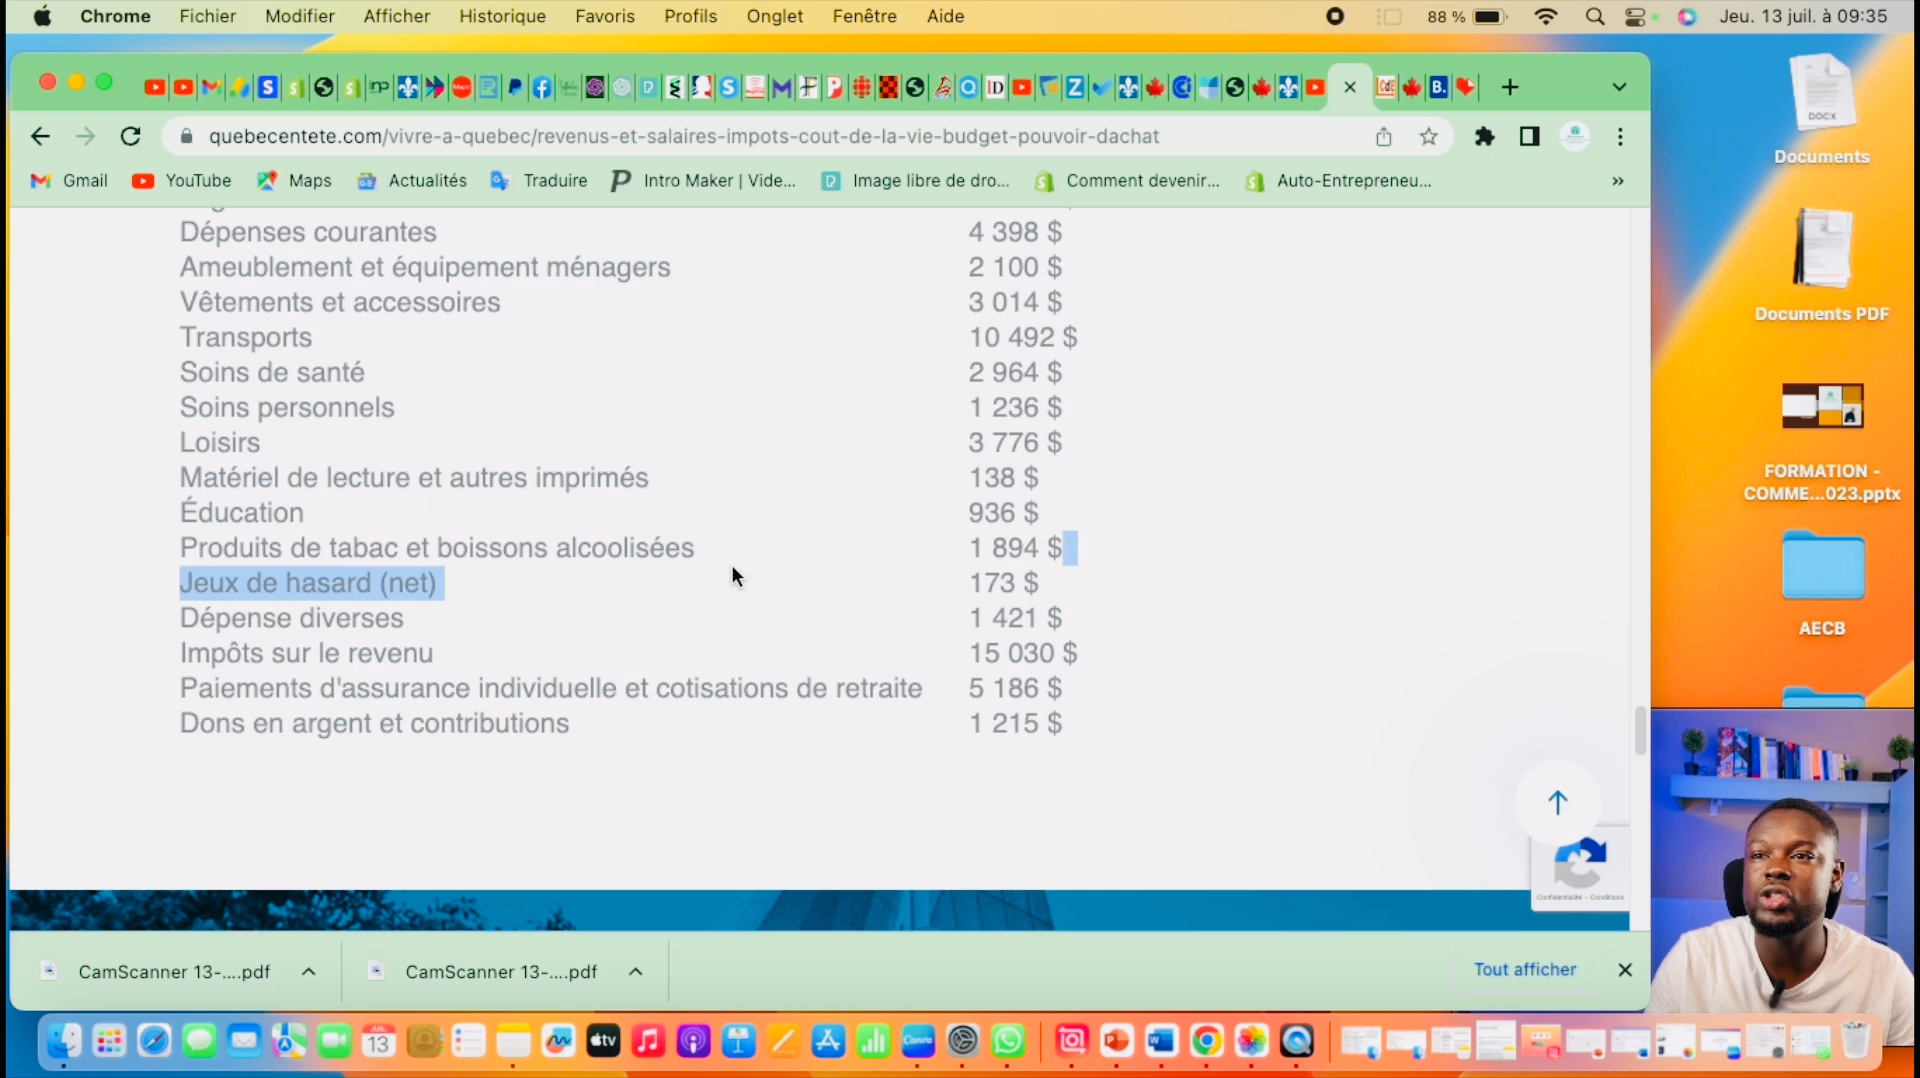 Chrome Fichier Modifier Afficher Historique Favoris Profils Onglet Fenêtre Aide 88 % Jeu. 13 juil. à 09:35
quebecentete.com/vivre-a-quebec/revenus-et-salaires-impots-cout-de-la-vie-budget-pouvoir-dachat
Gmail YouTube Maps Actualités Traduire Intro Maker | Vide... Image libre de dro... Comment devenir... Auto-Entrepreneu... »
Dépenses courantes 4 398 $
Ameublement et équipement ménagers 2 100 $
Vêtements et accessoires 3 014 $
Transports 10 492 $
Soins de santé 2 964 $
Soins personnels 1 236 $
Loisirs 3 776 $
Matériel de lecture et autres imprimés 138 $
Éducation 936 $
Produits de tabac et boissons alcoolisées 1 894 $
Jeux de hasard (net) 173 $
Dépense diverses 1 421 $
Impôts sur le revenu 15 030 $
Paiements d'assurance individuelle et cotisations de retraite 5 186 $
Dons en argent et contributions 1 215 $
Confidentialité - Conditions
CamScanner 13-....pdf CamScanner 13-....pdf Tout afficher
DOCX
Documents
Documents PDF
FORMATION -
COMME...023.pptx
AECB
JUIL.
13
tv
Canva